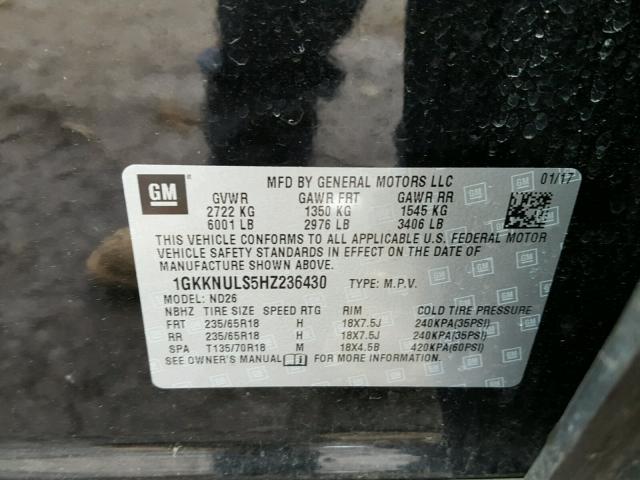 GM
MFD BY GENERAL MOTORS LLC
01/17
GVWR GAWR FRT GAWR RR
2722 KG 1350 KG 1545 KG
6001 LB 2976 LB 3406 LB
THIS VEHICLE CONFORMS TO ALL APPLICABLE U.S. FEDERAL MOTOR
VEHICLE SAFETY STANDARDS IN EFFECT ON THE DATE OF
MANUFACTURE SHOWN ABOVE.
1GKKNULS5HZ236430 TYPE: M.P.V.
MODEL: ND26
NBHZ TIRE SIZE SPEED RTG RIM COLD TIRE PRESSURE
FRT 235/65R18 H 18X7.5J 240KPA(35PSI)
RR 235/65R18 H 18X7.5J 240KPA(35PSI)
SPA T135/70R18 M 18X4.5B 420KPA(60PSI)
SEE OWNER'S MANUAL FOR MORE INFORMATION